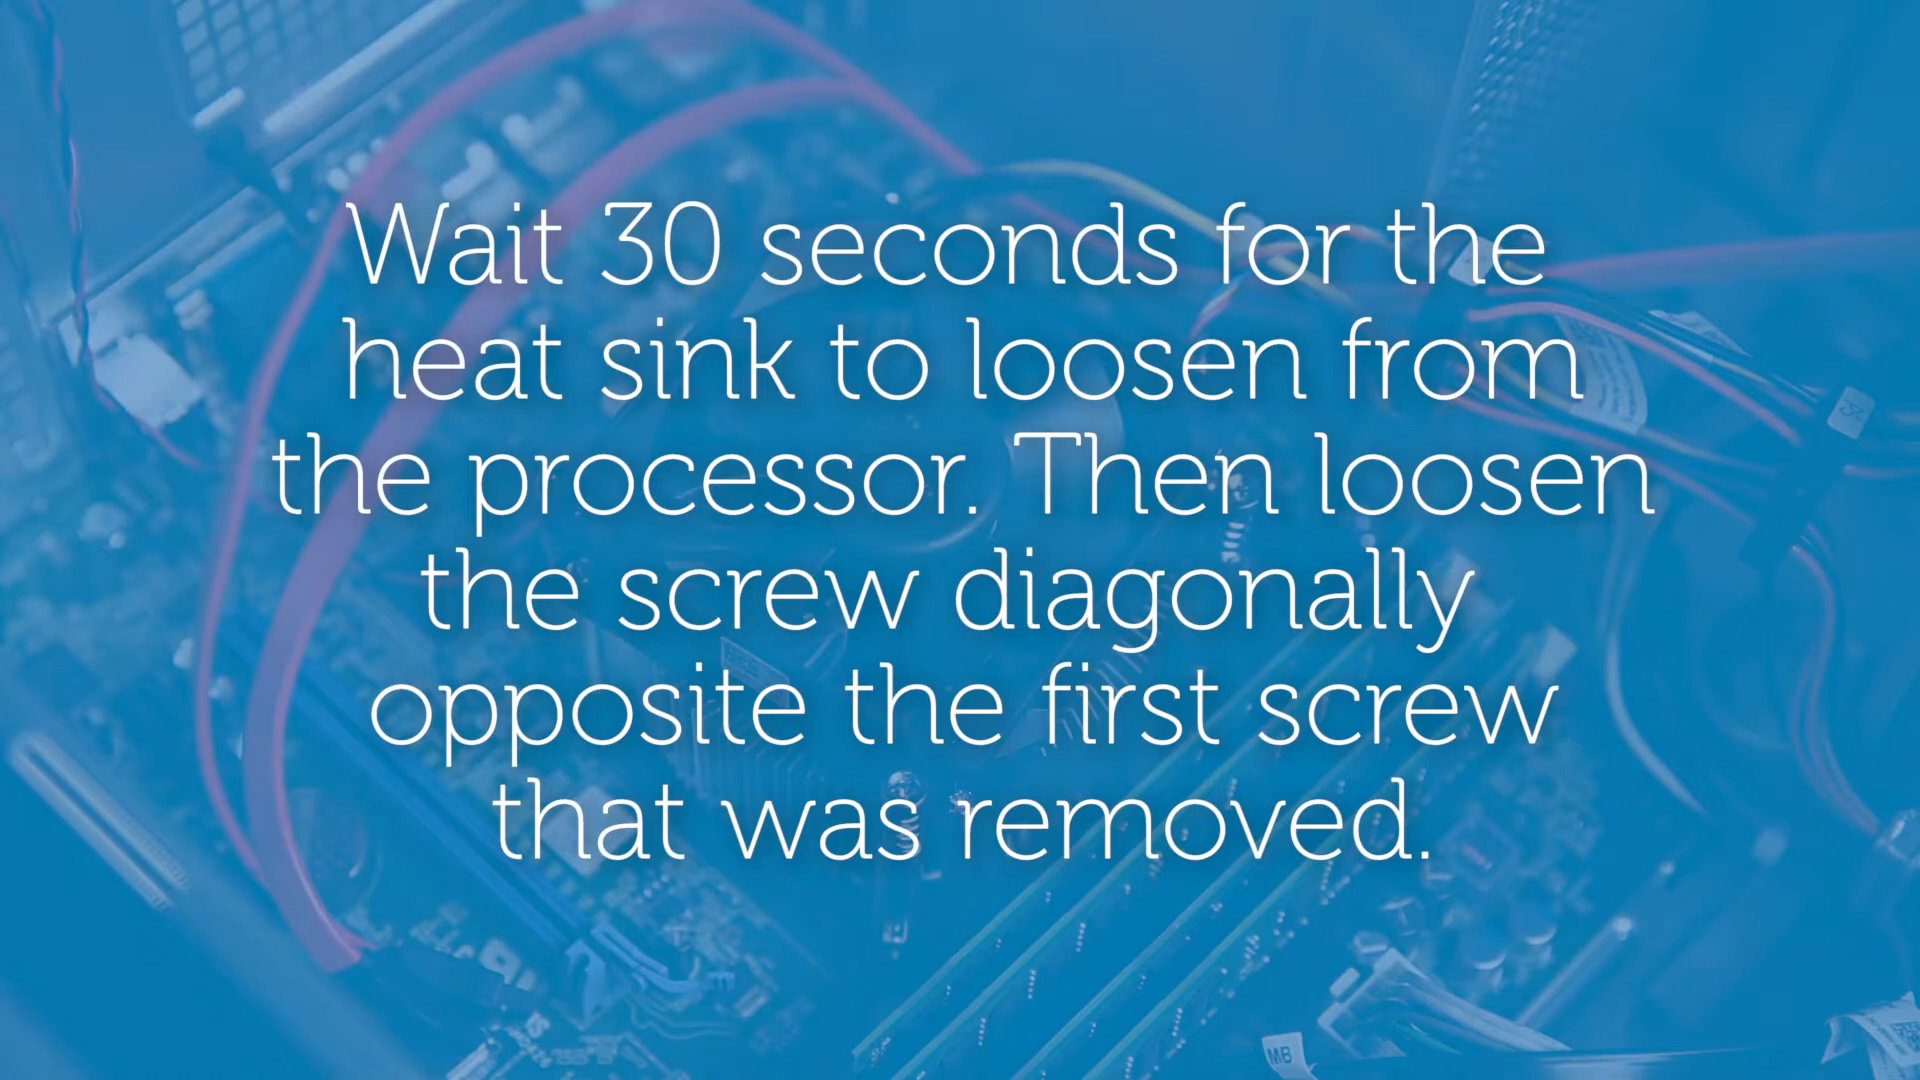 Wait 30 seconds for the
heat sink to loosen from
the processor. Then loosen
the screw diagonally
opposite the first screw
that was removed.
MB